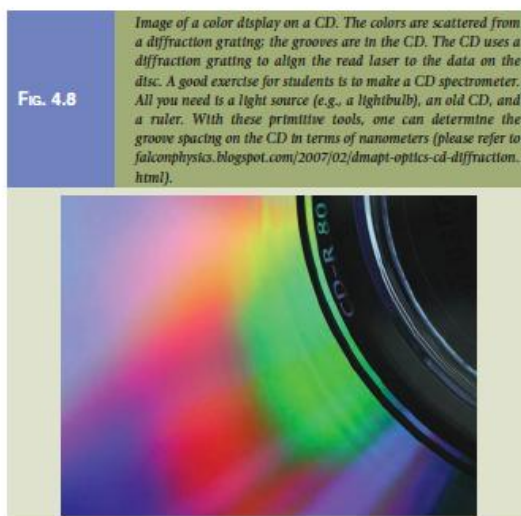 FIG. 4.8
Image of a color display on a CD. The colors are scattered from
a diffraction grating: the grooves are in the CD. The CD uses a
diffraction grating to align the read laser to the data on the
disc. A good exercise for students is to make a CD spectrometer.
All you need is a light source (e.g., a lightbulb), an old CD, and
a ruler. With these primitive tools, one can determine the
groove spacing on the CD in terms of nanometers (please refer to
falconphysics.blogspot.com/2007/02/dmapt-optics-cd-diffraction.
html).
CD-R 80